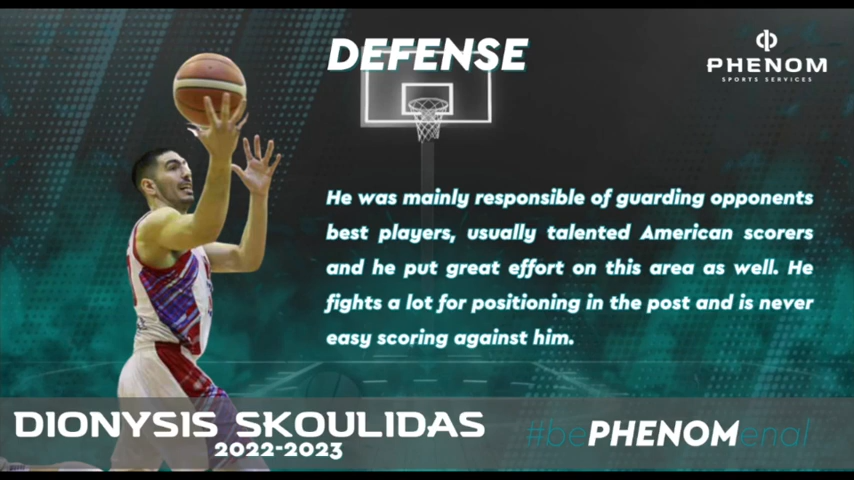 DEFENSE
PHENOM
SPORTS SERVICES
He was mainly responsible of guarding opponents
best players, usually talented American scorers
and he put great effort on this area as well. He
fights a lot for positioning in the post and is never
easy scoring against him.
DIONYSIS SKOULIDAS
2022-2023
#bePHENOMenal